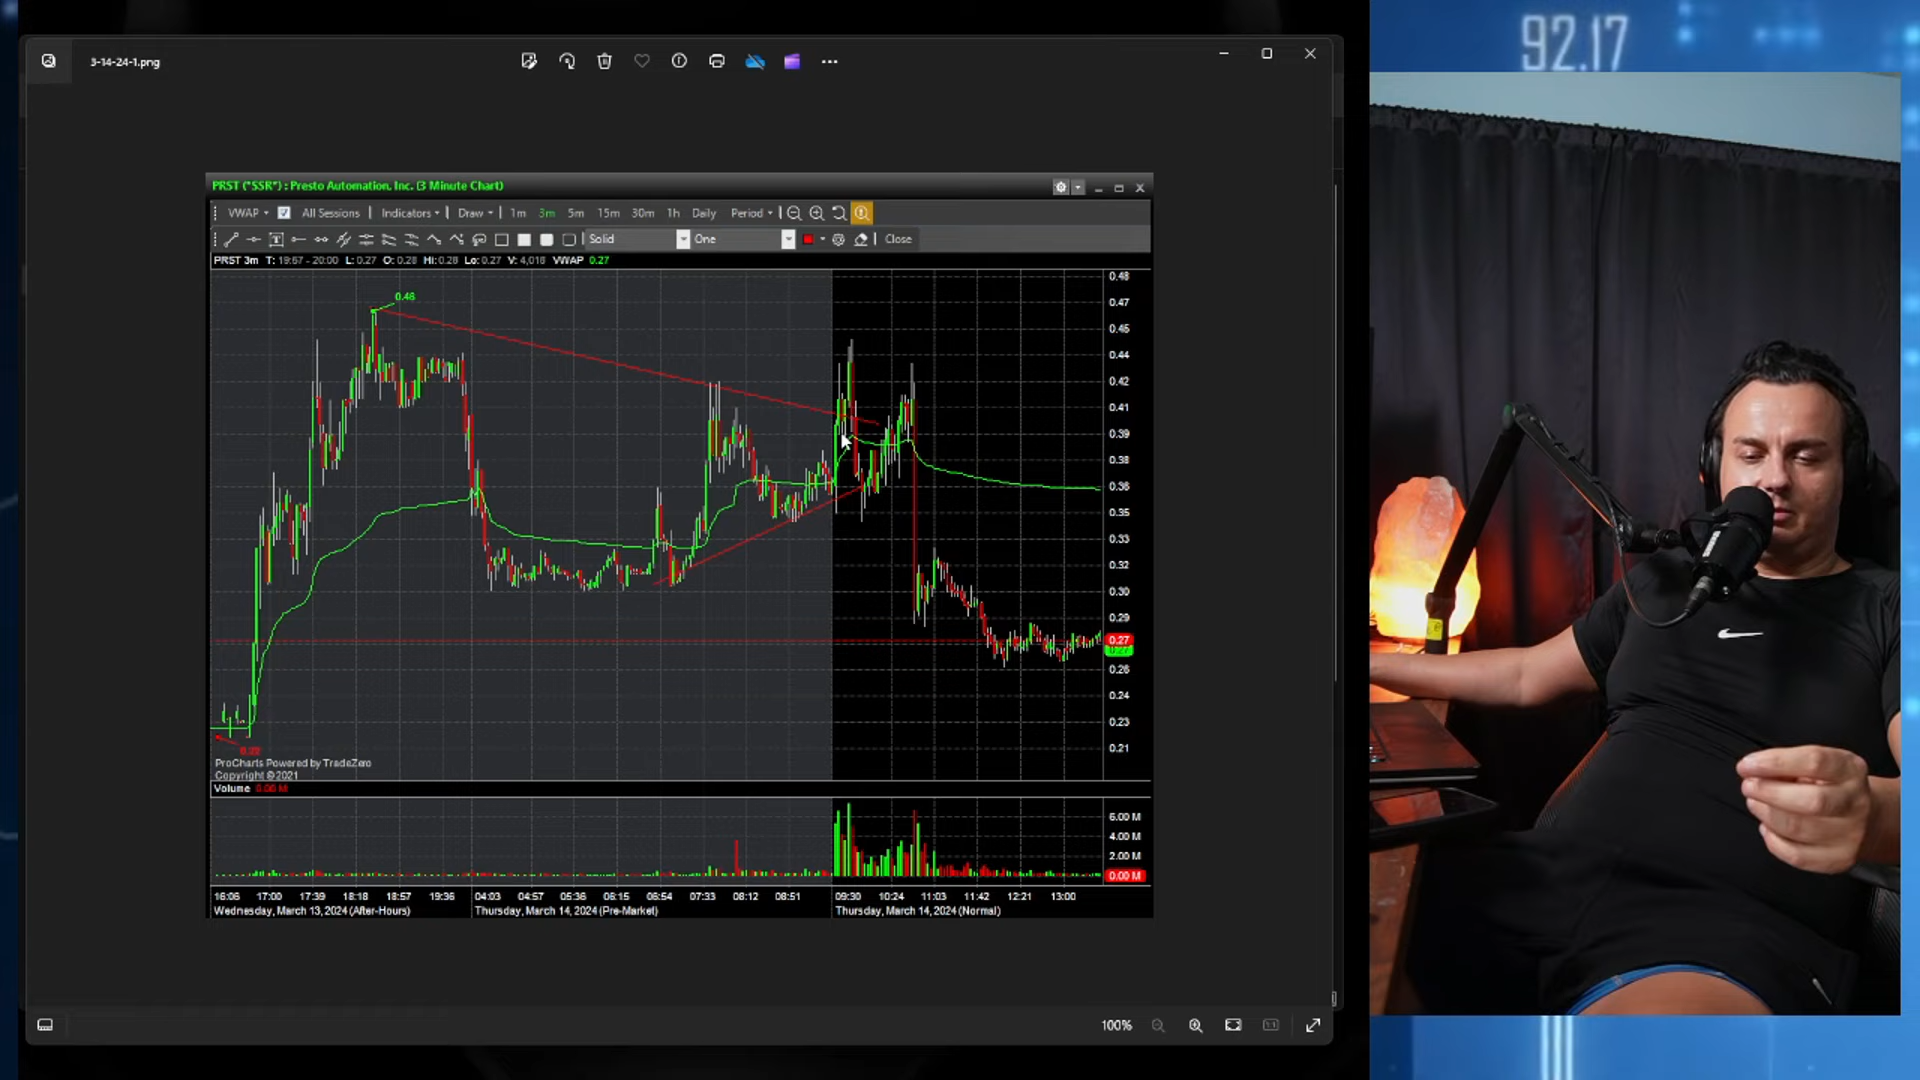 92.17
3-14-24-1.png
PRST ("SSR") : Presto Automation, Inc. (3 Minute Chart)
VWAP All Sessions Indicators Draw 1m 3m 5m 15m 30m 1h Daily Period
Solid One Close
PRST 3m T: 19:57 - 20:00 L: 0.27 O: 0.28 Hi: 0.28 Lo: 0.27 V: 4,018 VWAP 0.27
0.48
0.46
0.47
0.45
0.44
0.42
0.41
0.39
0.38
0.36
0.35
0.33
0.32
0.30
0.29
0.27
0.27
0.26
0.24
0.23
0.21
0.22
ProCharts Powered by TradeZero
Copyright ©2021
Volume 0.00 M
6.00 M
4.00 M
2.00 M
0.00 M
16:06 17:00 17:39 18:18 18:57 19:36 04:03 04:57 05:36 06:15 06:54 07:33 08:12 08:51 09:30 10:24 11:03 11:42 12:21 13:00
Wednesday, March 13, 2024 (After-Hours) Thursday, March 14, 2024 (Pre-Market) Thursday, March 14, 2024 (Normal)
100%